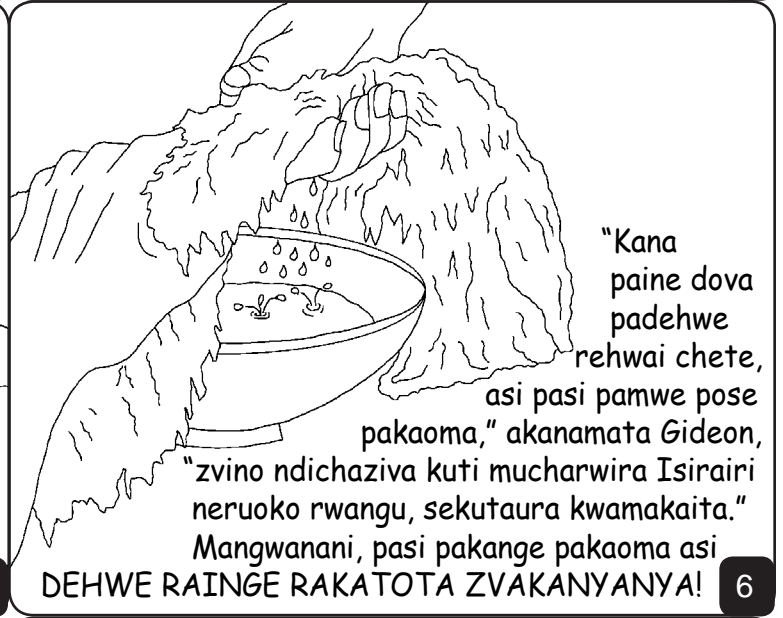 “Kana
paine dova
padehwe
rehwai chete,
asi pasi pamwe pose
pakaoma,” akanamata Gideon,
“zvino ndichaziva kuti mucharwira Isirairi
neruoko rwangu, sekutaura kwamakaita.”
Mangwanani, pasi pakange pakaoma asi
DEHWE RAINGE RAKATOTA ZVAKANYANYA!
6